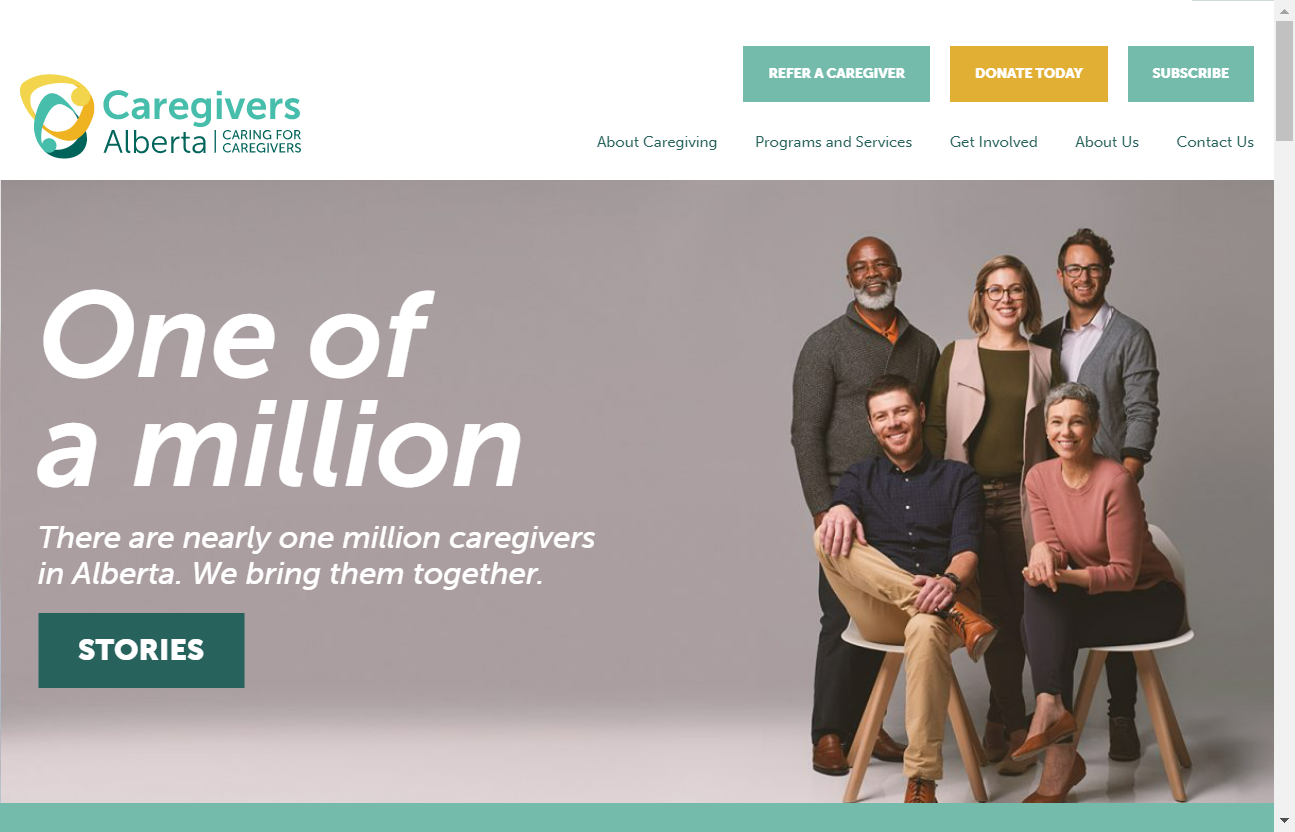 REFER A CAREGIVER
DONATE TODAY
SUBSCRIBE
Caregivers
Alberta | CARING FOR
CAREGIVERS
About Caregiving
Programs and Services
Get Involved
About Us
Contact Us
One of
a million
There are nearly one million caregivers
in Alberta. We bring them together.
STORIES